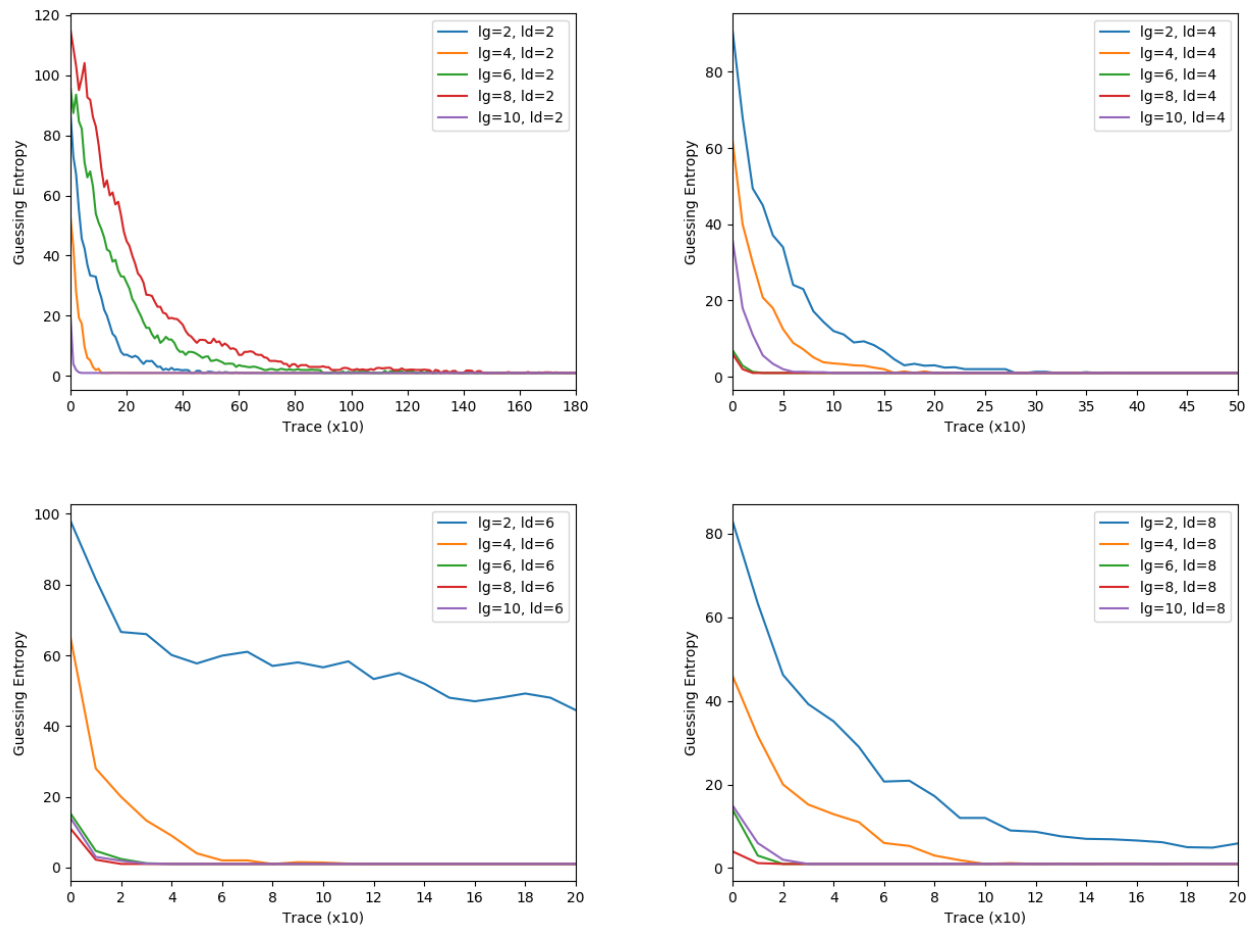 120
100
80
60
40
20
0
Guessing Entropy
lg=2, ld=2
lg=4, ld=2
lg=6, ld=2
lg=8, ld=2
lg=10, ld=2
0 20 40 60 80 100 120 140 160 180
Trace (x10)
80
60
40
20
0
Guessing Entropy
lg=2, ld=4
lg=4, ld=4
lg=6, ld=4
lg=8, ld=4
lg=10, ld=4
0 5 10 15 20 25 30 35 40 45 50
Trace (x10)
100
80
60
40
20
0
Guessing Entropy
lg=2, ld=6
lg=4, ld=6
lg=6, ld=6
lg=8, ld=6
lg=10, ld=6
0 2 4 6 8 10 12 14 16 18 20
Trace (x10)
80
60
40
20
0
Guessing Entropy
lg=2, ld=8
lg=4, ld=8
lg=6, ld=8
lg=8, ld=8
lg=10, ld=8
0 2 4 6 8 10 12 14 16 18 20
Trace (x10)